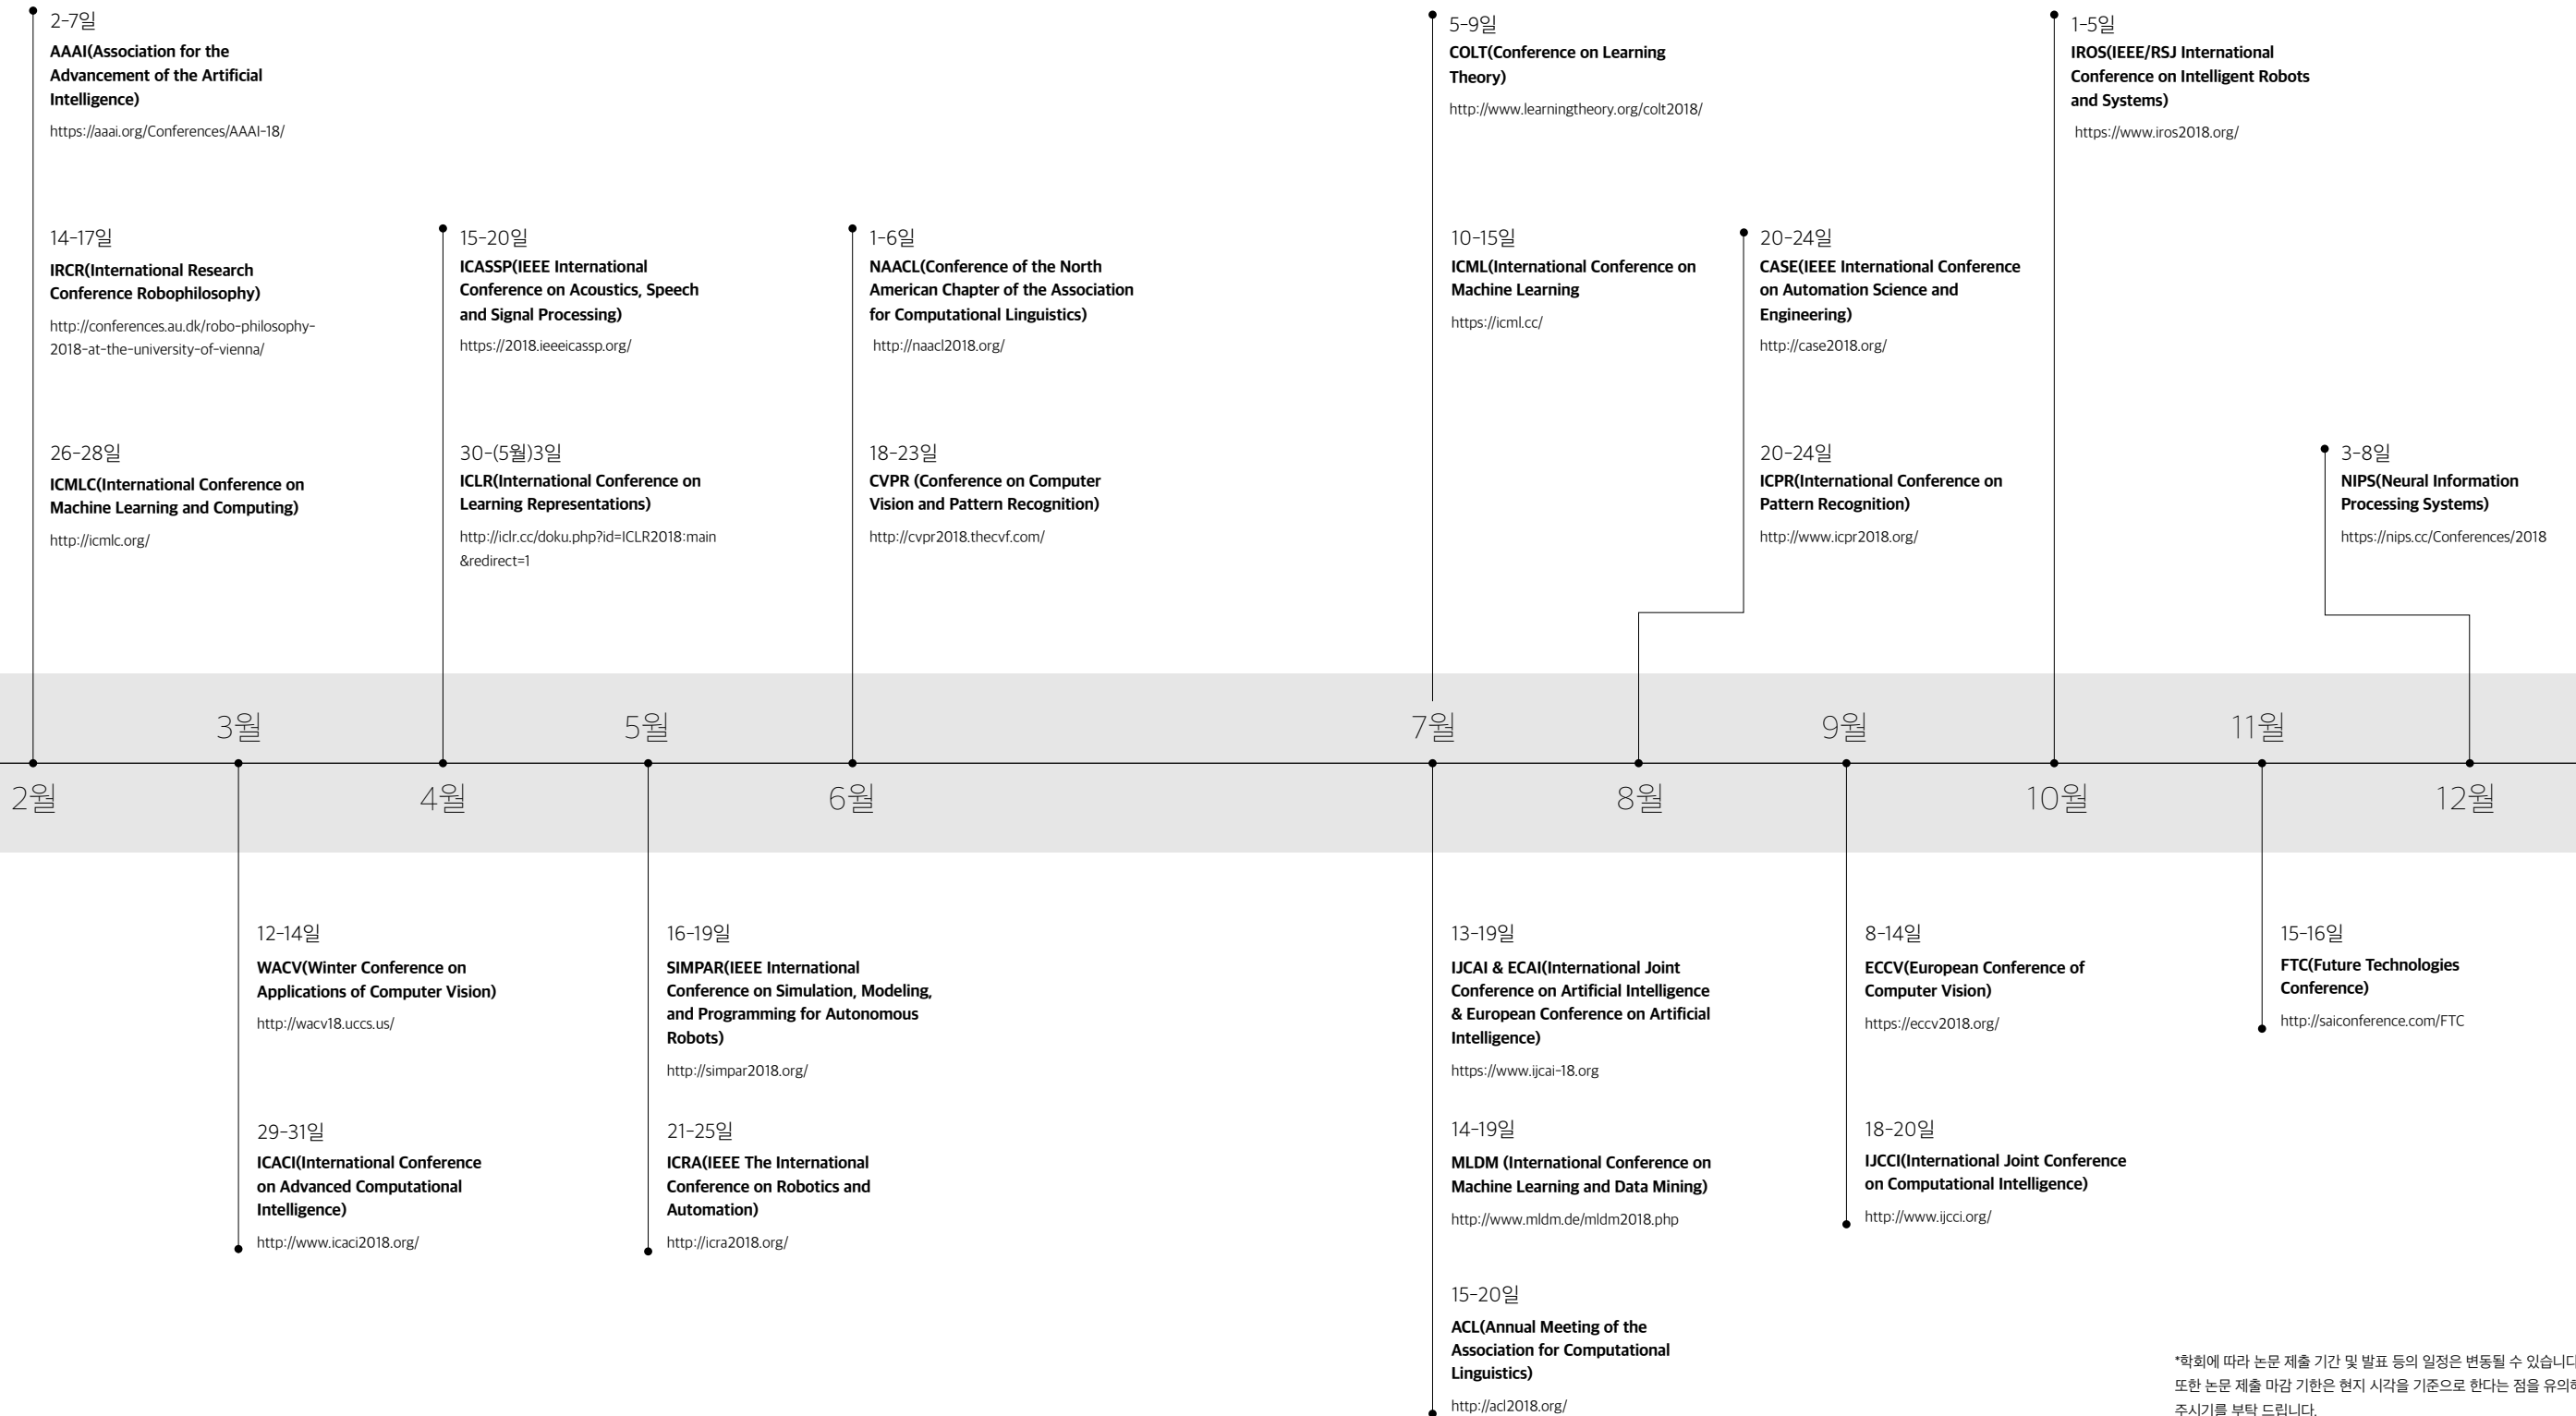 2-7일
AAAI(Association for the
Advancement of the Artificial
Intelligence)
https://aaai.org/Conferences/AAAI-18/
14-17일
IRCR(International Research
Conference Robophilosophy)
http://conferences.au.dk/robo-philosophy-
2018-at-the-university-of-vienna/
26-28일
ICMLC(International Conference on
Machine Learning and Computing)
http://icmlc.org/
15-20일
ICASSP(IEEE International
Conference on Acoustics, Speech
and Signal Processing)
https://2018.ieeeicassp.org/
30-(5월)3일
ICLR(International Conference on
Learning Representations)
http://iclr.cc/doku.php?id=ICLR2018:main
&redirect=1
1-6일
NAACL(Conference of the North
American Chapter of the Association
for Computational Linguistics)
http://naacl2018.org/
18-23일
CVPR (Conference on Computer
Vision and Pattern Recognition)
http://cvpr2018.thecvf.com/
5-9일
COLT(Conference on Learning
Theory)
http://www.learningtheory.org/colt2018/
10-15일
ICML(International Conference on
Machine Learning
https://icml.cc/
20-24일
CASE(IEEE International Conference
on Automation Science and
Engineering)
http://case2018.org/
20-24일
ICPR(International Conference on
Pattern Recognition)
http://www.icpr2018.org/
1-5일
IROS(IEEE/RSJ International
Conference on Intelligent Robots
and Systems)
https://www.iros2018.org/
3-8일
NIPS(Neural Information
Processing Systems)
https://nips.cc/Conferences/2018
3월
5월
7월
9월
11월
2월
4월
6월
8월
10월
12월
12-14일
WACV(Winter Conference on
Applications of Computer Vision)
http://wacv18.uccs.us/
29-31일
ICACI(International Conference
on Advanced Computational
Intelligence)
http://www.icaci2018.org/
16-19일
SIMPAR(IEEE International
Conference on Simulation, Modeling,
and Programming for Autonomous
Robots)
http://simpar2018.org/
21-25일
ICRA(IEEE The International
Conference on Robotics and
Automation)
http://icra2018.org/
13-19일
IJCAI & ECAI(International Joint
Conference on Artificial Intelligence
& European Conference on Artificial
Intelligence)
https://www.ijcai-18.org
14-19일
MLDM (International Conference on
Machine Learning and Data Mining)
http://www.mldm.de/mldm2018.php
15-20일
ACL(Annual Meeting of the
Association for Computational
Linguistics)
http://acl2018.org/
8-14일
ECCV(European Conference of
Computer Vision)
https://eccv2018.org/
18-20일
IJCCI(International Joint Conference
on Computational Intelligence)
http://www.ijcci.org/
15-16일
FTC(Future Technologies
Conference)
http://saiconference.com/FTC
*학회에 따라 논문 제출 기간 및 발표 등의 일정은 변동될 수 있습니다
또한 논문 제출 마감 기한은 현지 시각을 기준으로 한다는 점을 유의하
주시기를 부탁 드립니다.